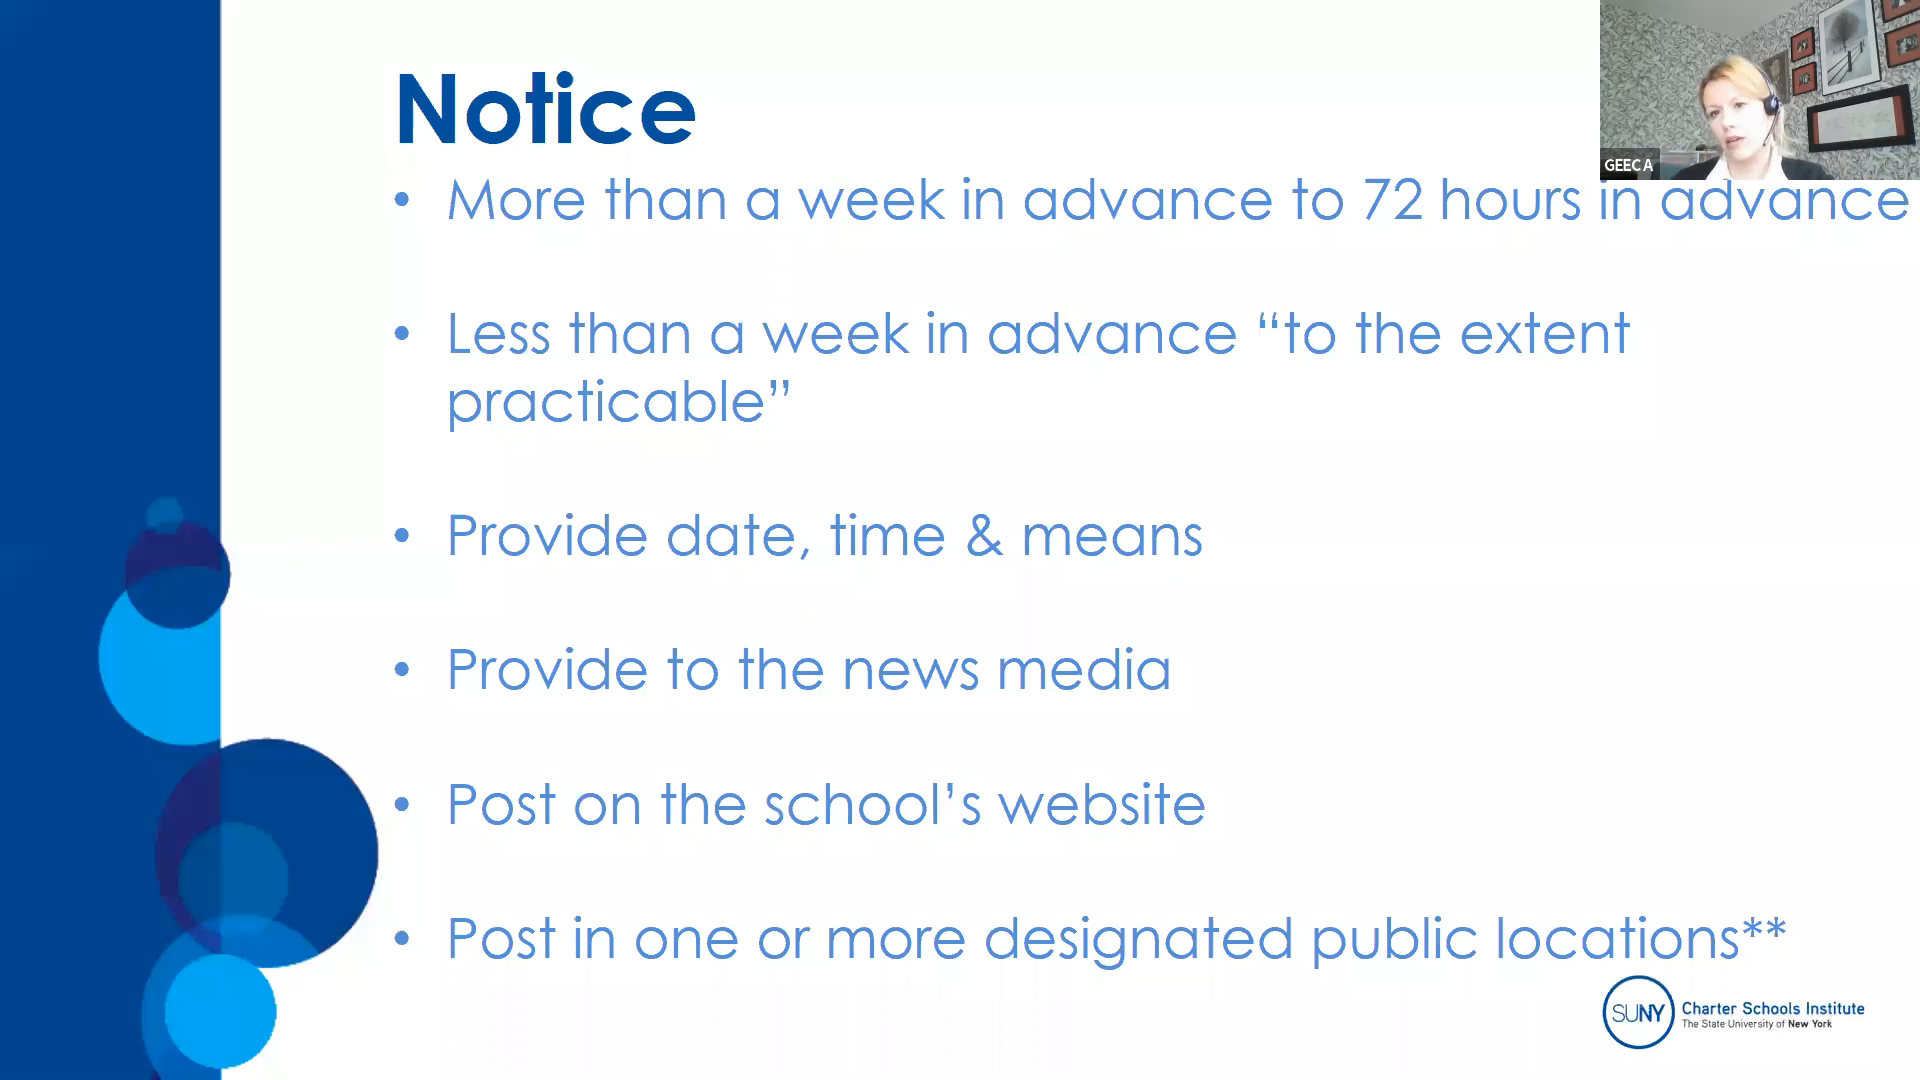 Notice
GEEC A
• More than a week in advance to 72 hours in advance
• Less than a week in advance “to the extent
practicable”
• Provide date, time & means
• Provide to the news media
• Post on the school’s website
• Post in one or more designated public locations**
SUNY
Charter Schools Institute
The State University of New York